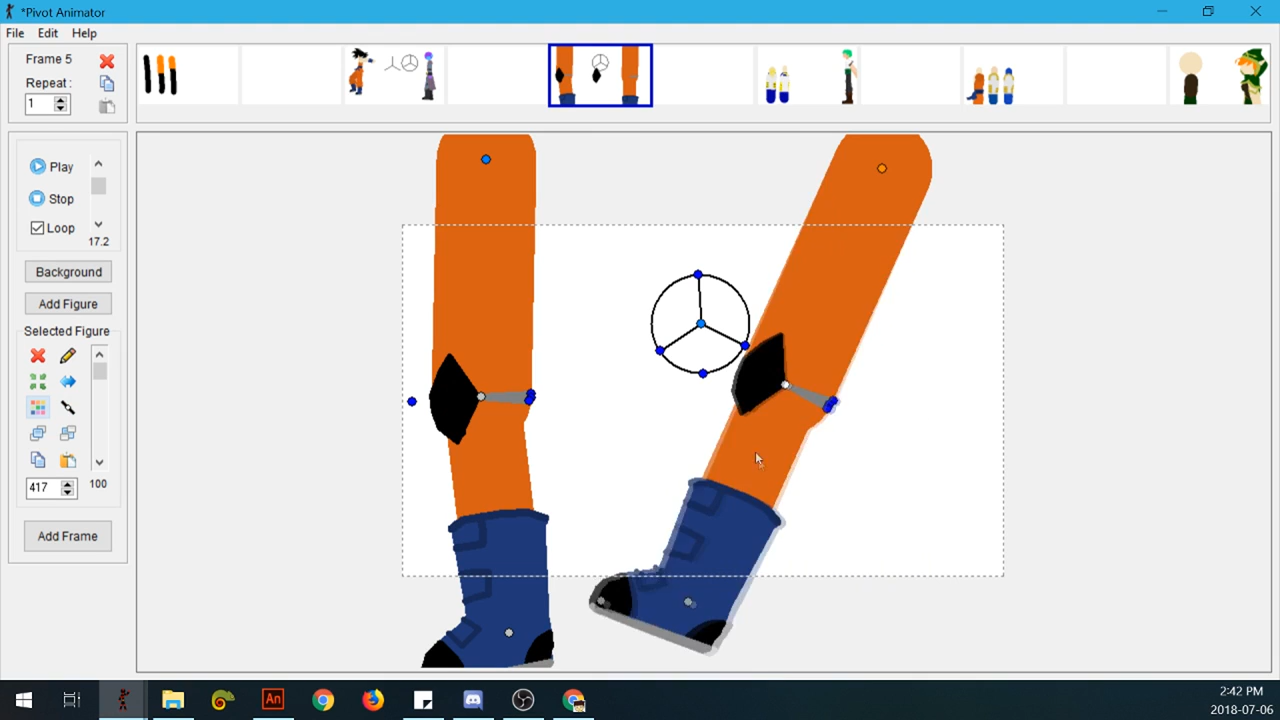 *Pivot Animator
File Edit Help
Frame 5
Repeat :
1
Play
Stop
Loop
17.2
Background
Add Figure
Selected Figure
417 100
Add Frame
An
2:42 PM
2018-07-06